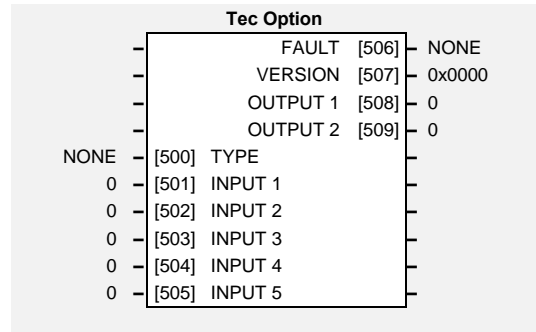 Tec Option
FAULT [506] NONE
VERSION [507] 0x0000
OUTPUT 1 [508] 0
OUTPUT 2 [509] 0
NONE [500] TYPE
0 [501] INPUT 1
0 [502] INPUT 2
0 [503] INPUT 3
0 [504] INPUT 4
0 [505] INPUT 5